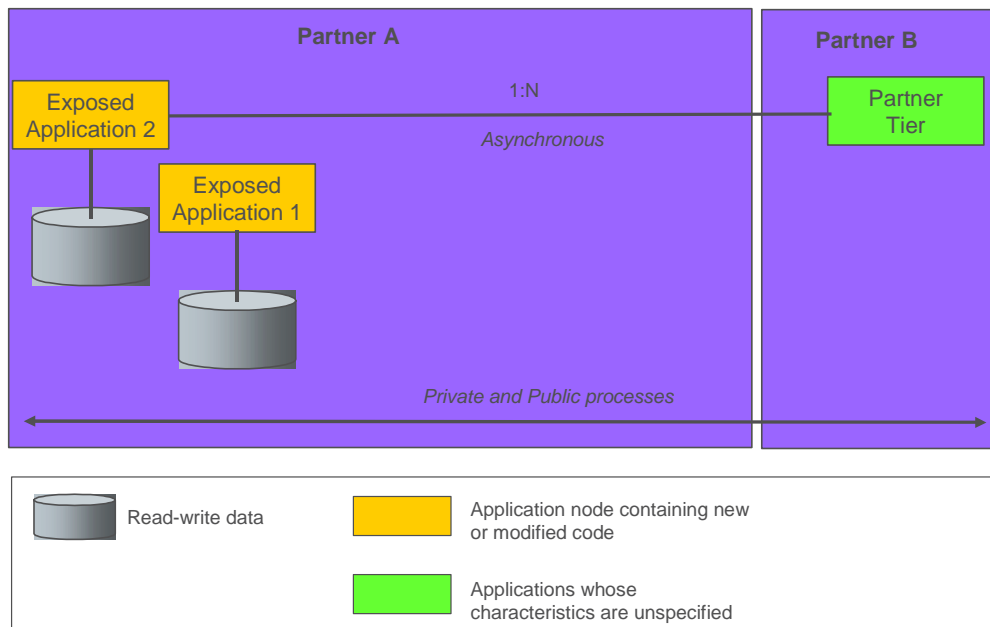 Partner A
Partner B
Exposed
Application 2
1:N
Asynchronous
Partner
Tier
Exposed
Application 1
Private and Public processes
Read-write data
Application node containing new
or modified code
Applications whose
characteristics are unspecified